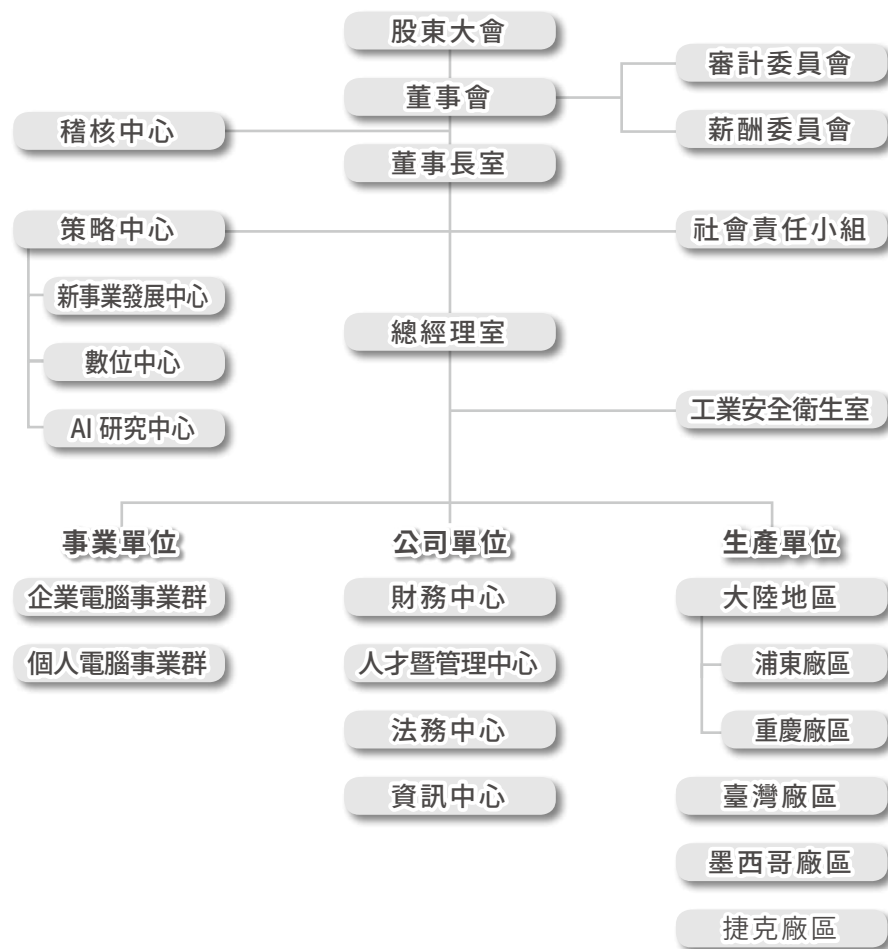 股東大會
董事會
審計委員會
薪酬委員會
稽核中心
董事長室
策略中心
社會責任小組
新事業發展中心
數位中心
AI 研究中心
總經理室
工業安全衛生室
事業單位
企業電腦事業群
個人電腦事業群
公司單位
財務中心
人才暨管理中心
法務中心
資訊中心
生產單位
大陸地區
浦東廠區
重慶廠區
臺灣廠區
墨西哥廠區
捷克廠區